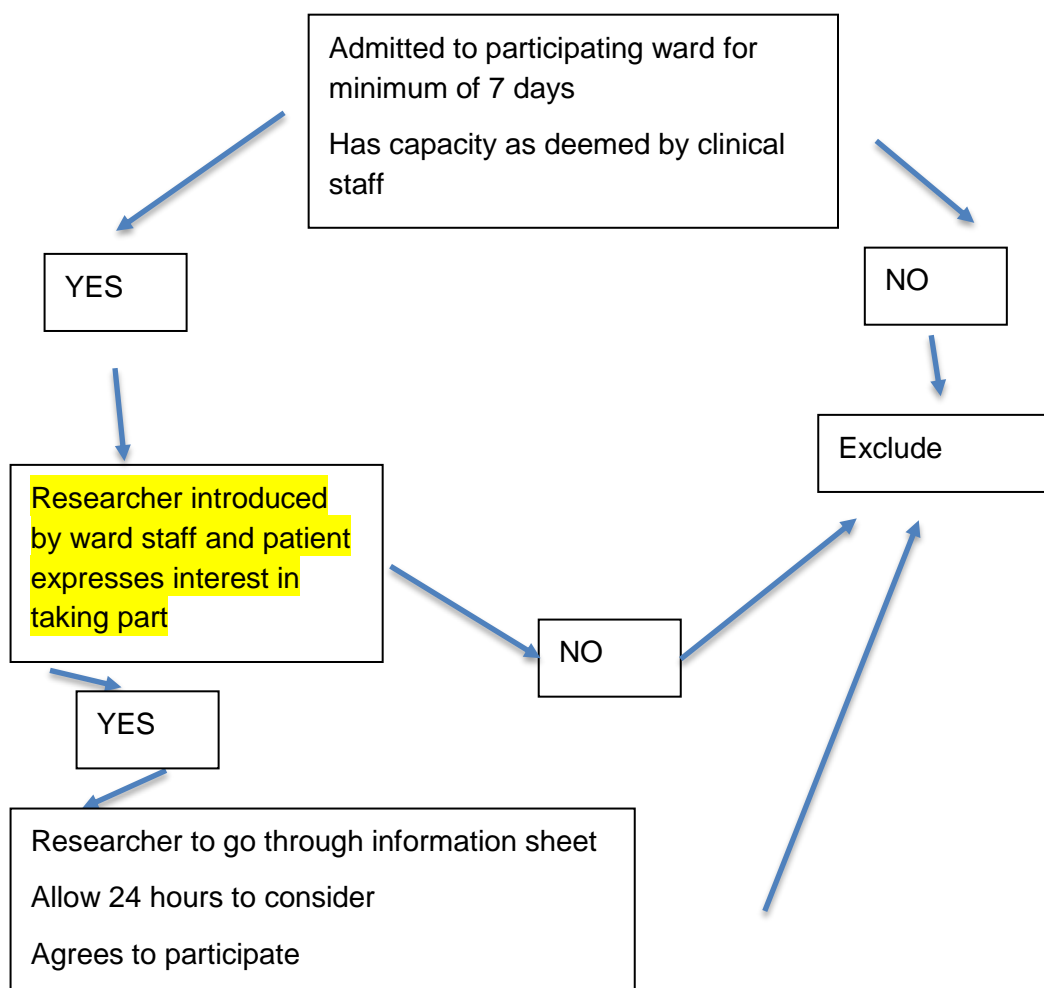 Admitted to participating ward for
minimum of 7 days
Has capacity as deemed by clinical
staff
YES
NO
Exclude
Researcher introduced
by ward staff and patient
expresses interest in
taking part
NO
YES
Researcher to go through information sheet
Allow 24 hours to consider
Agrees to participate